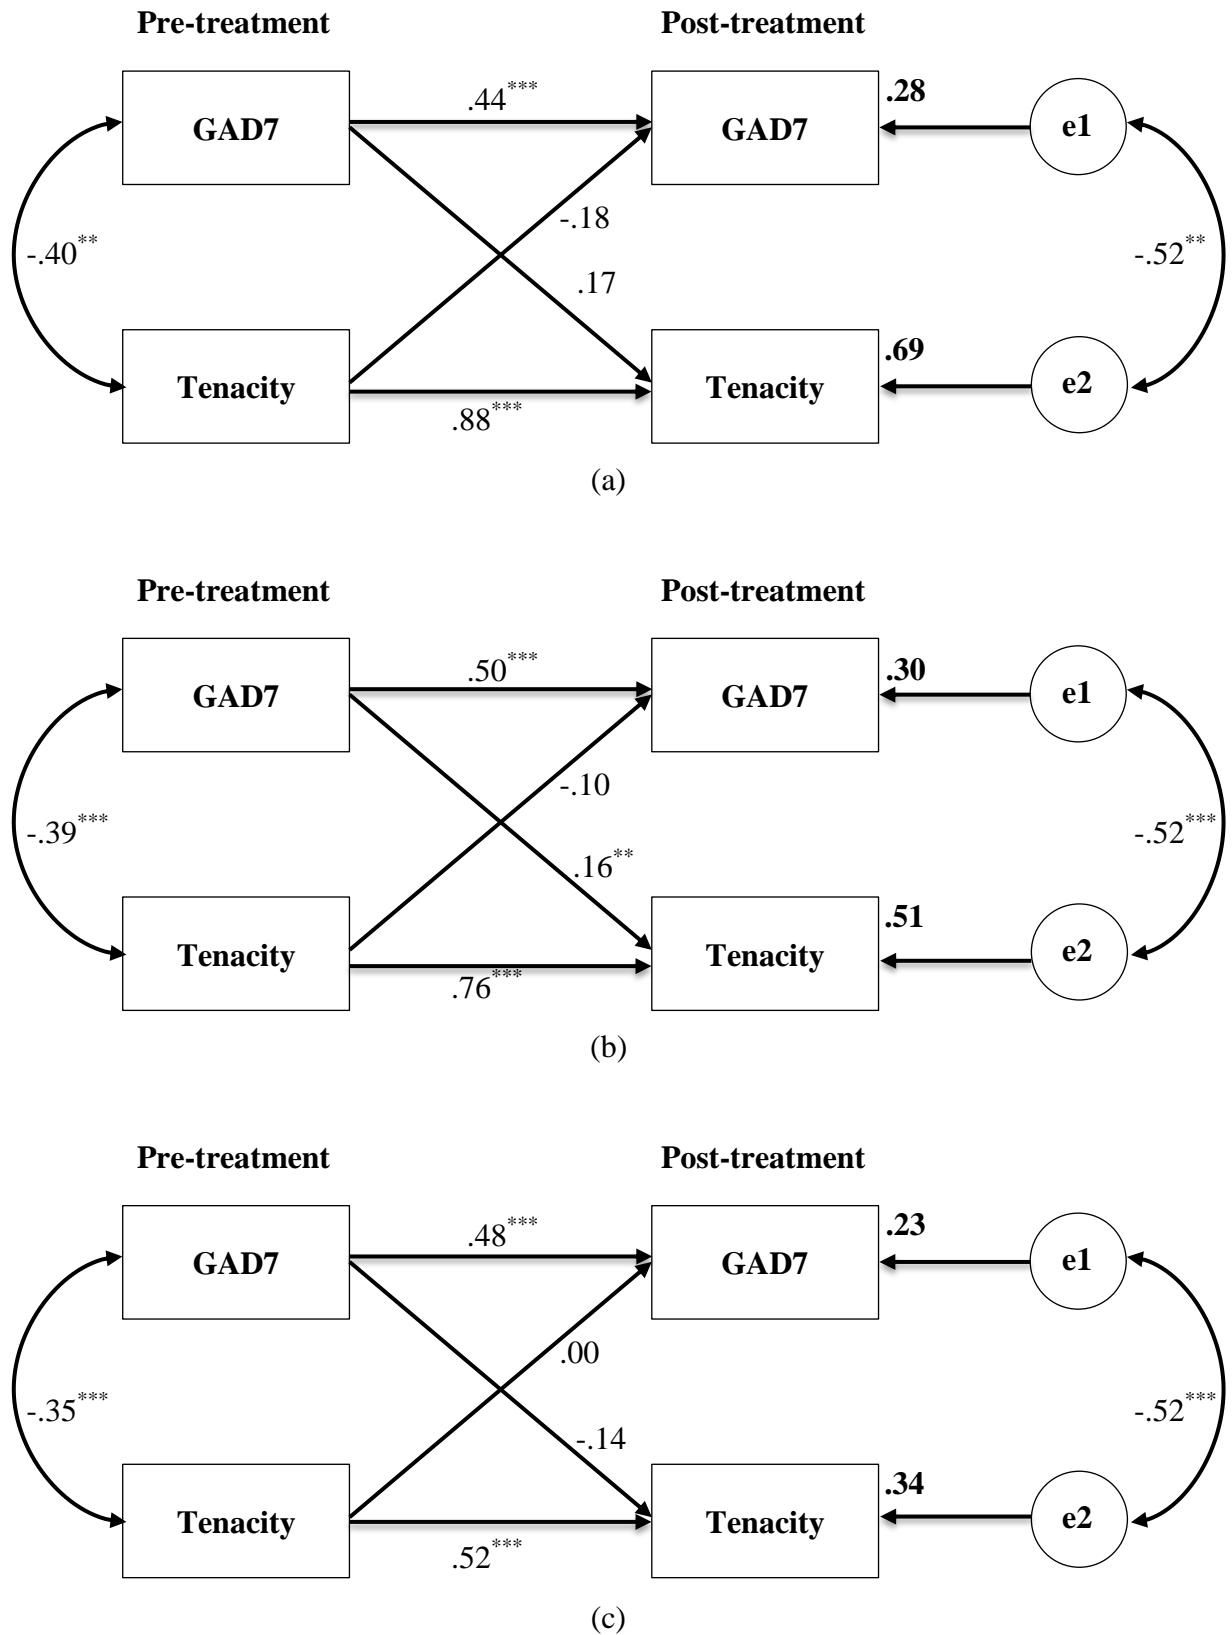 Pre-treatment Post-treatment
.44***
.28
GAD7 GAD7 e1
-.18
-.40** -.52**
.17
.69
Tenacity Tenacity e2
.88***
(a)
Pre-treatment Post-treatment
.50***
.30
GAD7 GAD7 e1
-.10
-.39*** -.52***
.16**
.51
Tenacity Tenacity e2
.76***
(b)
Pre-treatment Post-treatment
.48***
.23
GAD7 GAD7 e1
.00
-.35*** -.52***
-.14
.34
Tenacity Tenacity e2
.52***
(c)